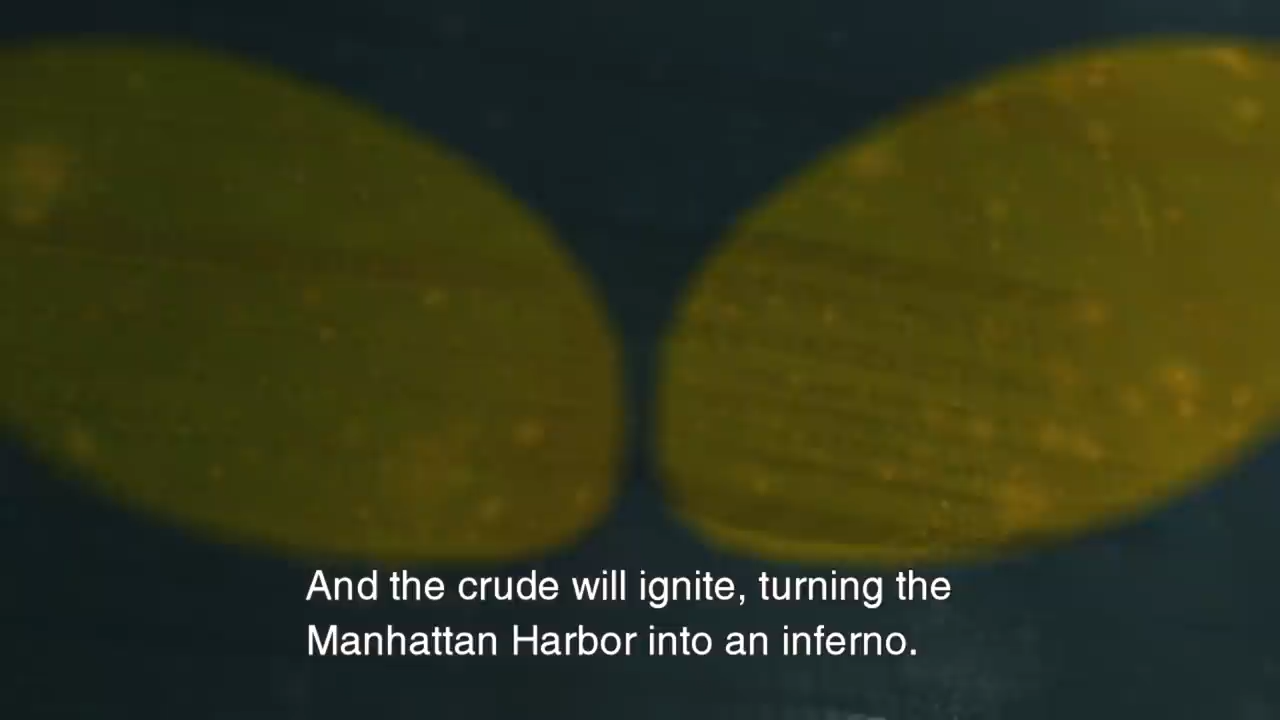 And the crude will ignite, turning the
Manhattan Harbor into an inferno.